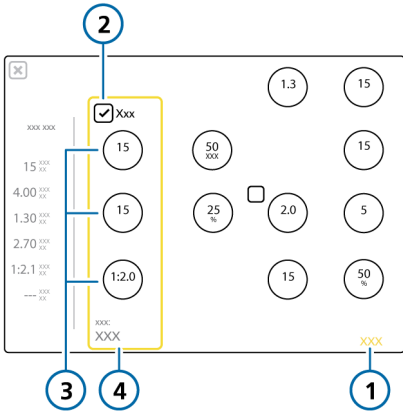 2
1.3
15
Xxx
xxx xxx
15
50
xxx
15
15 xxx
xx
4.00 xxx
xx
15
25
%
2.0
5
1.30 xxx
xx
2.70 xxx
xx
1:2.1 xxx
xx
1:2.0
15
50
%
--- xxx
xx
xxx:
XXX
XXX
3
4
1